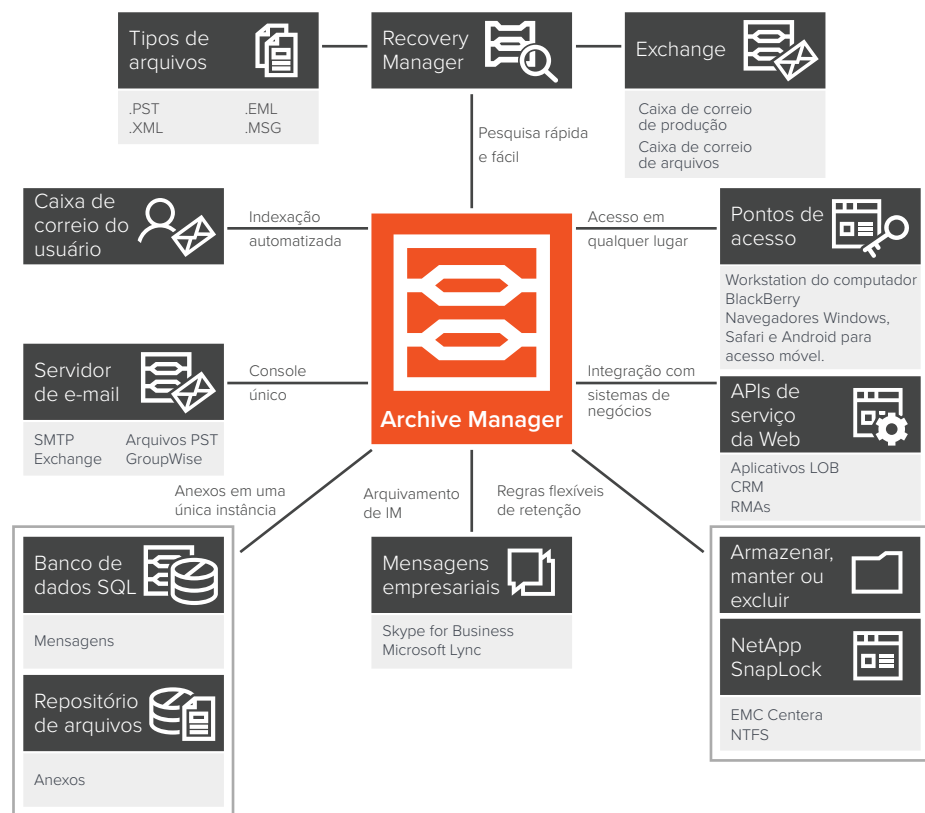 Tipos de
arquivos
.PST .EML
.XML .MSG
Recovery
Manager
Exchange
Caixa de correio
de produção
Caixa de correio
de arquivos
Pesquisa rápida
e fácil
Caixa de
correio do
usuário
Indexação
automatizada
Acesso em
qualquer lugar
Pontos de
acesso
Workstation do computador
BlackBerry
Navegadores Windows,
Safari e Android para
acesso móvel.
Archive Manager
Servidor
de e-mail
SMTP Arquivos PST
Exchange GroupWise
Console
único
Integração com
sistemas de
negócios
APIs de
serviço
da Web
Aplicativos LOB
CRM
RMAs
Anexos em uma
única instância
Arquivamento
de IM
Regras flexíveis
de retenção
Banco de
dados SQL
Mensagens
Repositório
de arquivos
Anexos
Mensagens
empresariais
Skype for Business
Microsoft Lync
Armazenar,
manter ou
excluir
NetApp
SnapLock
EMC Centera
NTFS